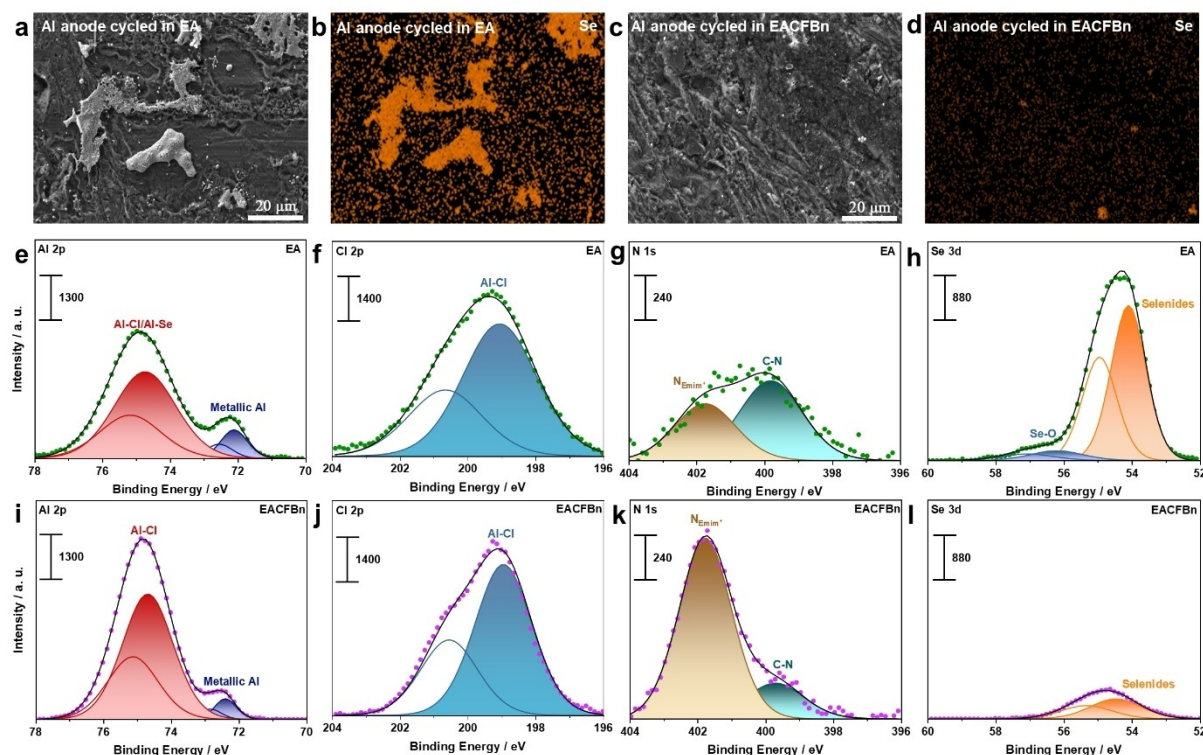 a Al anode cycled in EA
20 μm
b Al anode cycled in EA Se
c Al anode cycled in EACFBn
20 μm
d Al anode cycled in EACFBn Se
e Al 2p EA
1300
Al-Cl/Al-Se
Metallic Al
Intensity / a. u.
78 76 74 72 70
Binding Energy / eV
f Cl 2p EA
1400
Al-Cl
204 202 200 198 196
Binding Energy / eV
g N 1s EA
240
N_Emim⁺
C-N
404 402 400 398 396
Binding Energy / eV
h Se 3d EA
880
Selenides
Se-O
60 58 56 54 52
Binding Energy / eV
i Al 2p EACFBn
1300
Al-Cl
Metallic Al
Intensity / a. u.
78 76 74 72 70
Binding Energy / eV
j Cl 2p EACFBn
1400
Al-Cl
204 202 200 198 196
Binding Energy / eV
k N 1s EACFBn
240
N_Emim⁺
C-N
404 402 400 398 396
Binding Energy / eV
l Se 3d EACFBn
880
Selenides
60 58 56 54 52
Binding Energy / eV